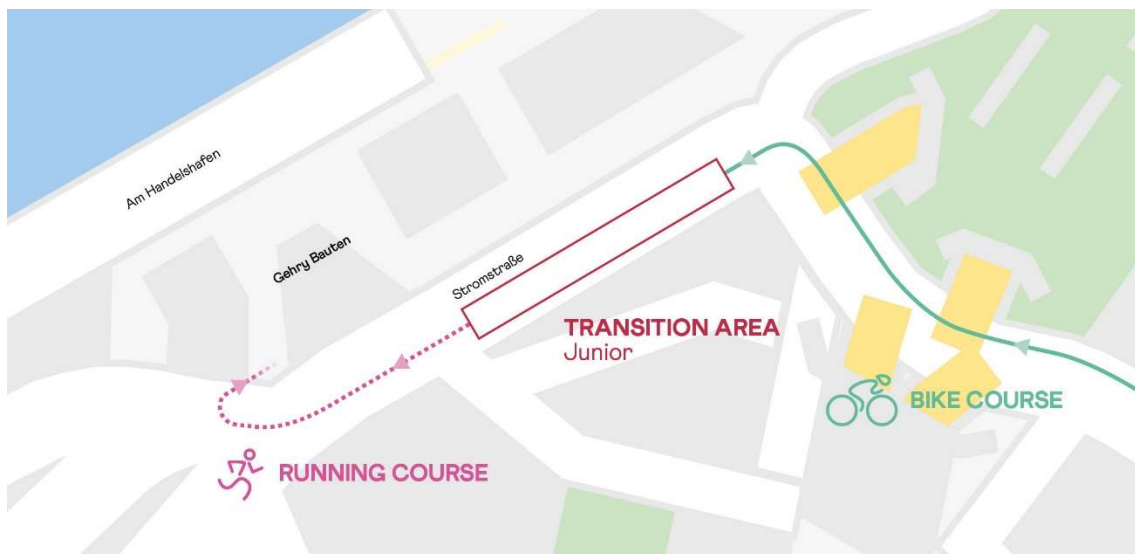 Am Handelshafen
Gehry Bauten
Stromstraße
TRANSITION AREA
Junior
BIKE COURSE
RUNNING COURSE